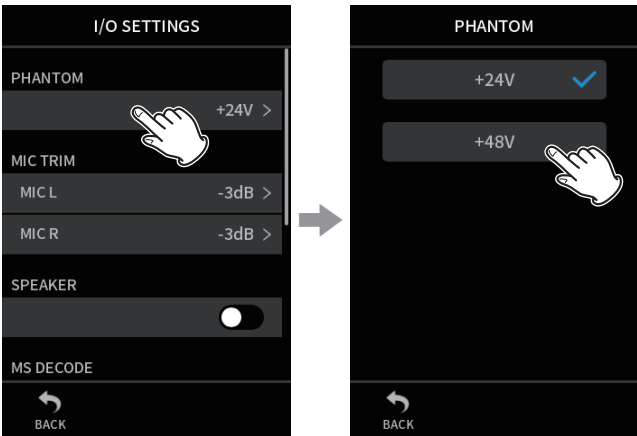 I/O SETTINGS
PHANTOM
+24V >
MIC TRIM
MIC L -3dB >
MIC R -3dB >
SPEAKER
MS DECODE
BACK
PHANTOM
+24V
+48V
BACK